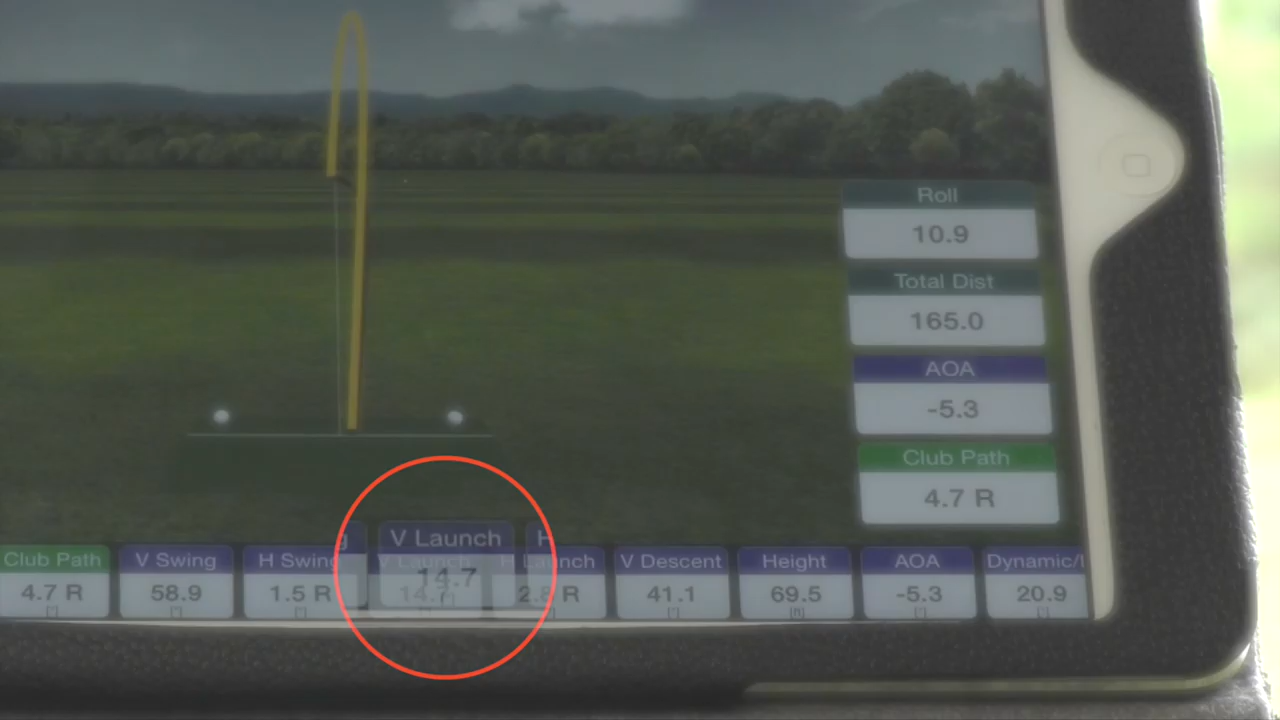 Roll
10.9
Total Dist
165.0
AOA
-5.3
Club Path
4.7 R
Club Path
4.7 R
V Swing
58.9
H Swing
1.5 R
V Launch
14.7
H Launch
2.8 R
V Descent
41.1
Height
69.5
AOA
-5.3
Dynamic/L
20.9